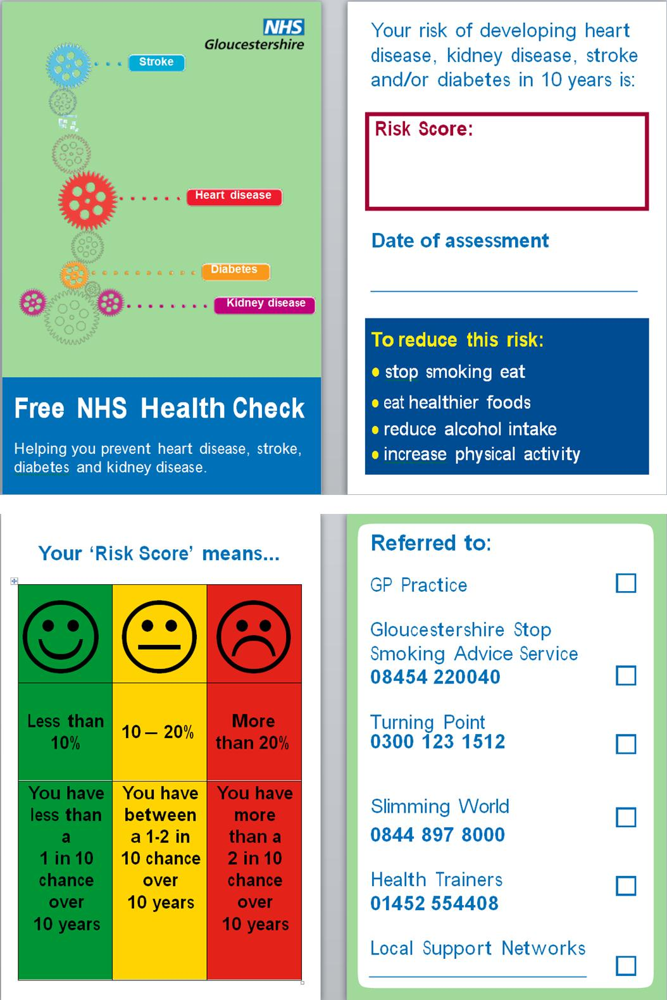 NHS
Gloucestershire
Stroke
Heart disease
Diabetes
Kidney disease
Free NHS Health Check
Helping you prevent heart disease, stroke,
diabetes and kidney disease.
Your risk of developing heart
disease, kidney disease, stroke
and/or diabetes in 10 years is:
Risk Score:
Date of assessment
To reduce this risk:
• stop smoking eat
• eat healthier foods
• reduce alcohol intake
• increase physical activity
Your ‘Risk Score’ means...
Less than
10%
10 – 20%
More
than 20%
You have
less than
a
1 in 10
chance
over
10 years
You have
between
a 1-2 in
10 chance
over
10 years
You have
more
than a
2 in 10
chance
over
10 years
Referred to:
GP Practice
Gloucestershire Stop
Smoking Advice Service
08454 220040
Turning Point
0300 123 1512
Slimming World
0844 897 8000
Health Trainers
01452 554408
Local Support Networks